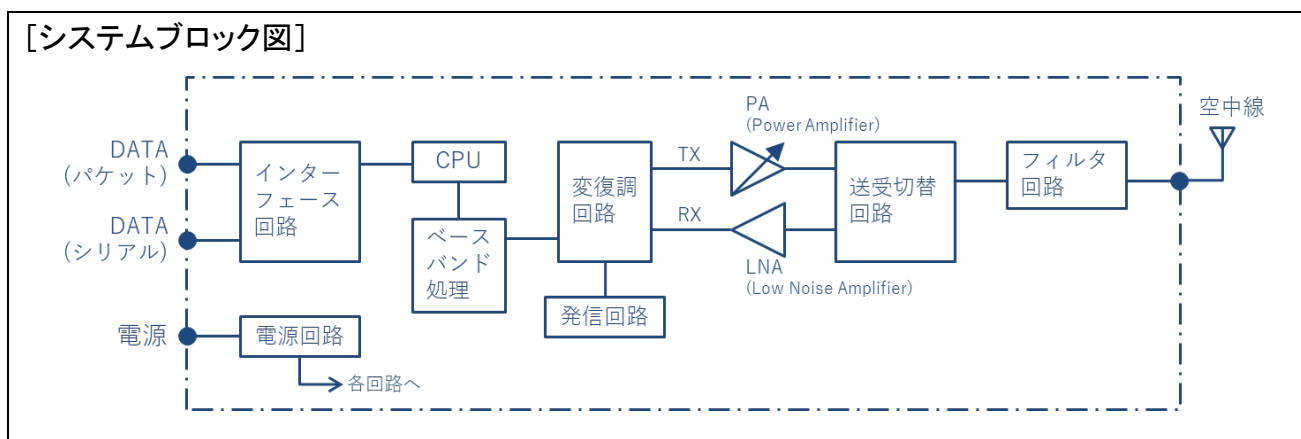 ［システムブロック図］
DATA
(パケット)
DATA
(シリアル)
電源
インター
フェース
回路
電源回路
各回路へ
CPU
ベース
バンド
処理
変復調
回路
発信回路
TX
RX
PA
(Power Amplifier)
LNA
(Low Noise Amplifier)
送受切替
回路
フィルタ
回路
空中線